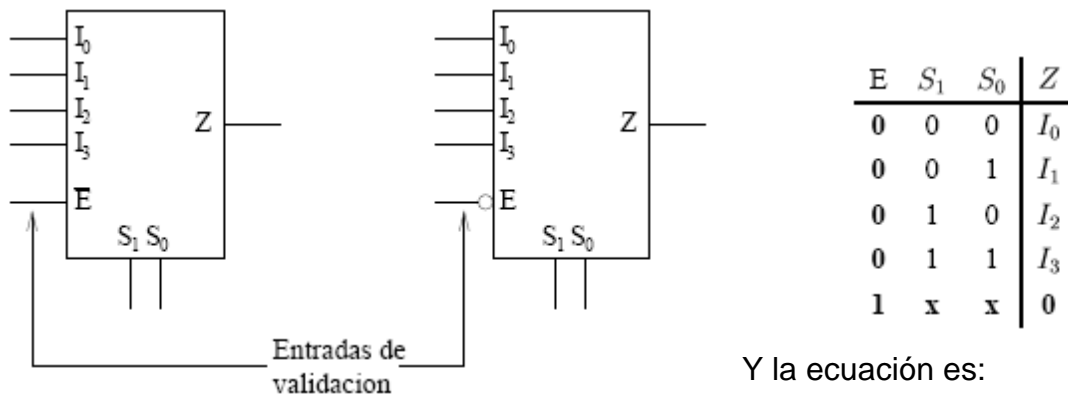 I₀
I₁
I₂
I₃
Z
E̅
S₁ S₀
I₀
I₁
I₂
I₃
Z
E
S₁ S₀
Entradas de
validacion
E S₁ S₀ Z
0 0 0 I₀
0 0 1 I₁
0 1 0 I₂
0 1 1 I₃
1 x x 0
Y la ecuación es: